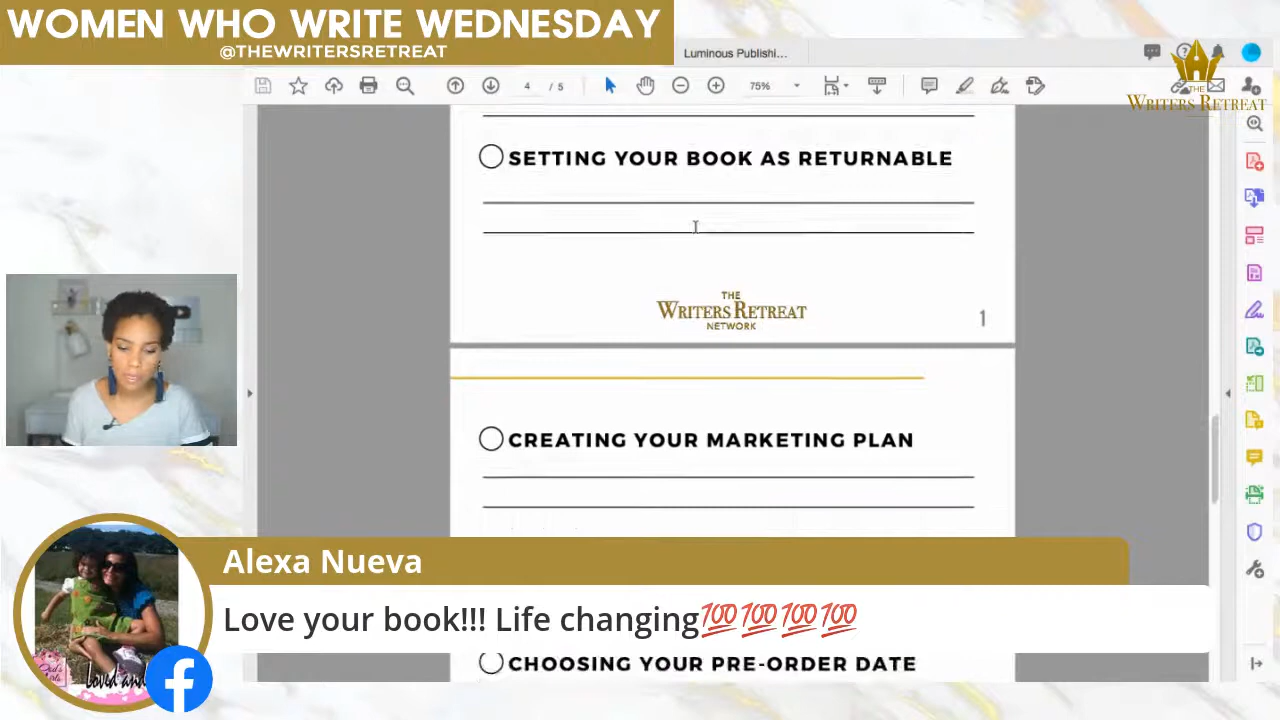 WOMEN WHO WRITE WEDNESDAY
@THEWRITERSRETREAT
Luminous Publishi...
4 / 5
75%
THE
WRITERS RETREAT
SETTING YOUR BOOK AS RETURNABLE
THE
WRITERS RETREAT
NETWORK
1
CREATING YOUR MARKETING PLAN
Alexa Nueva
Love your book!!! Life changing💯💯💯💯
Loved and
CHOOSING YOUR PRE-ORDER DATE